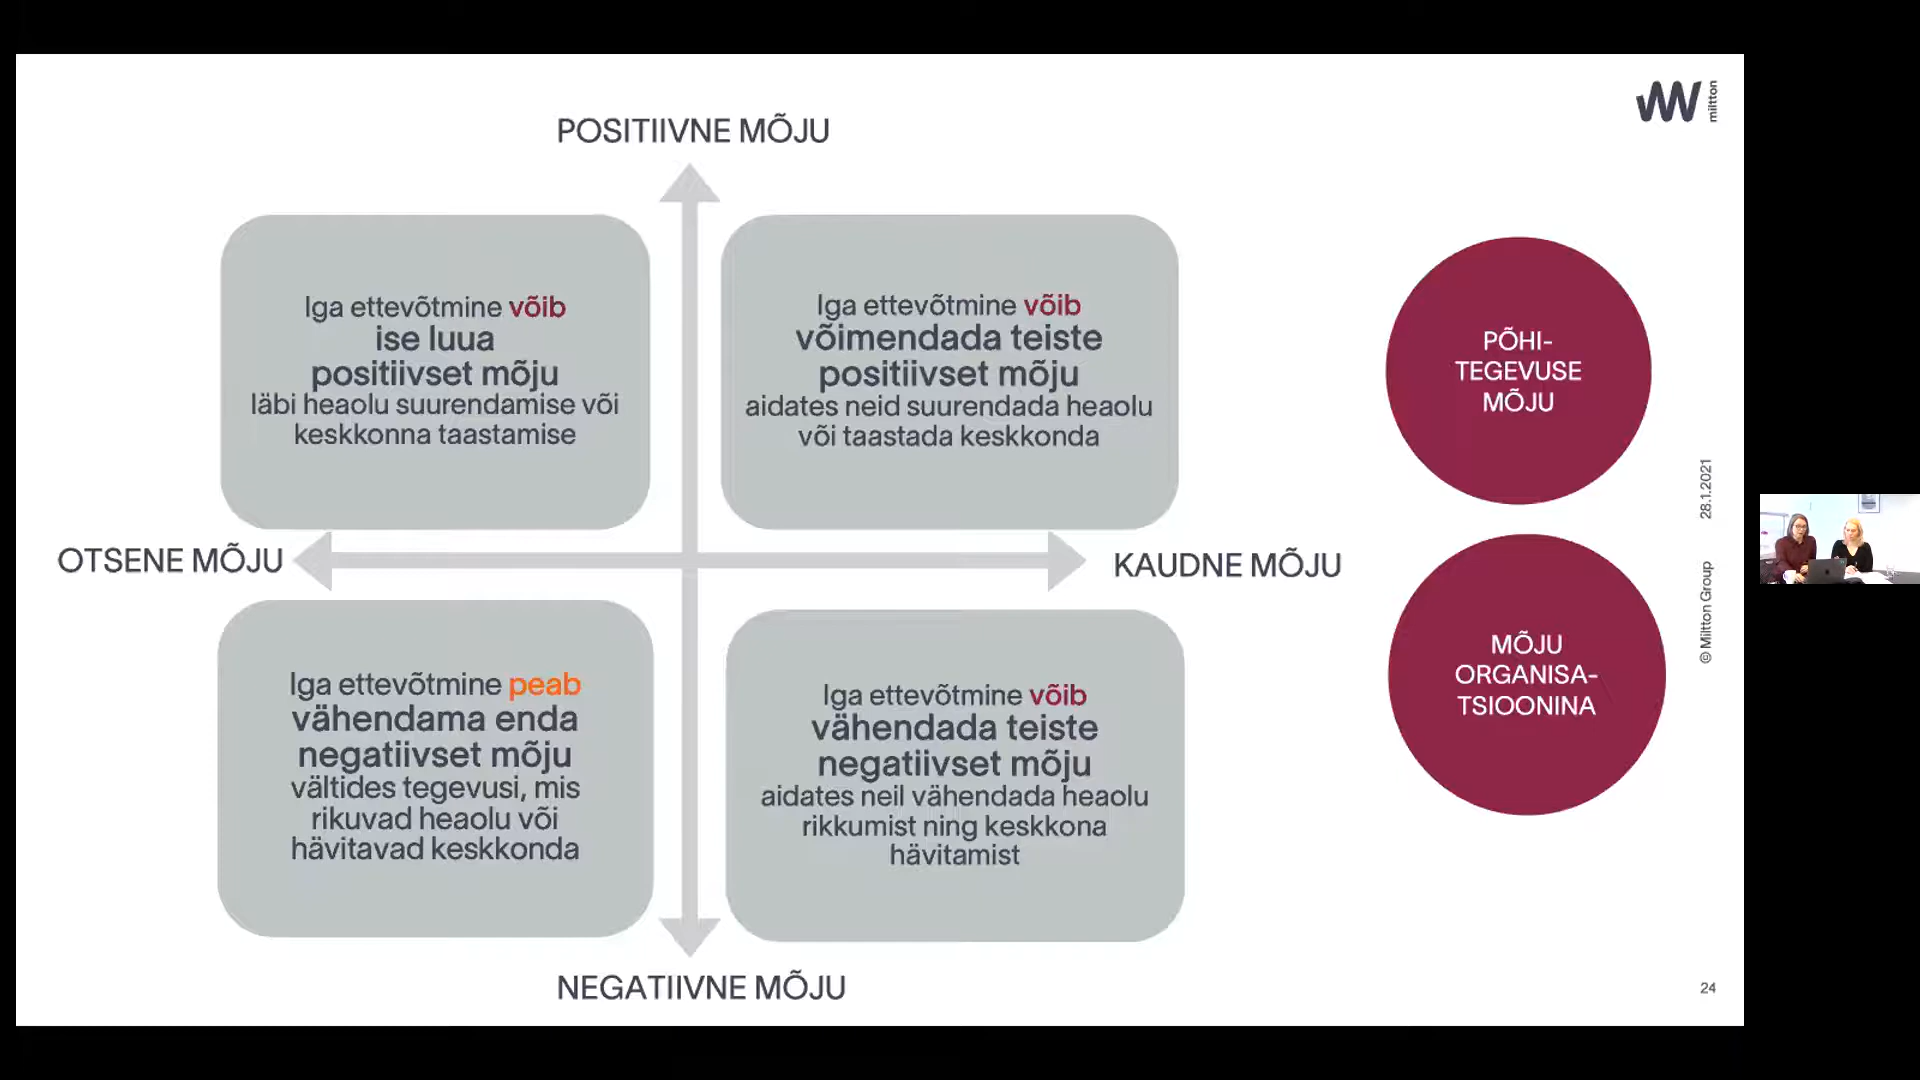 miltton
POSITIIVNE MÕJU
Iga ettevõtmine võib
ise luua
positiivset mõju
läbi heaolu suurendamise või
keskkonna taastamise
Iga ettevõtmine võib
võimendada teiste
positiivset mõju
aidates neid suurendada heaolu
või taastada keskkonda
OTSENE MÕJU
KAUDNE MÕJU
Iga ettevõtmine peab
vähendama enda
negatiivset mõju
vältides tegevusi, mis
rikuvad heaolu või
hävitavad keskkonda
Iga ettevõtmine võib
vähendada teiste
negatiivset mõju
aidates neil vähendada heaolu
rikkumist ning keskkona
hävitamist
NEGATIIVNE MÕJU
PÕHI-
TEGEVUSE
MÕJU
MÕJU
ORGANISA-
TSIOONINA
© Miltton Group 28.1.2021
24